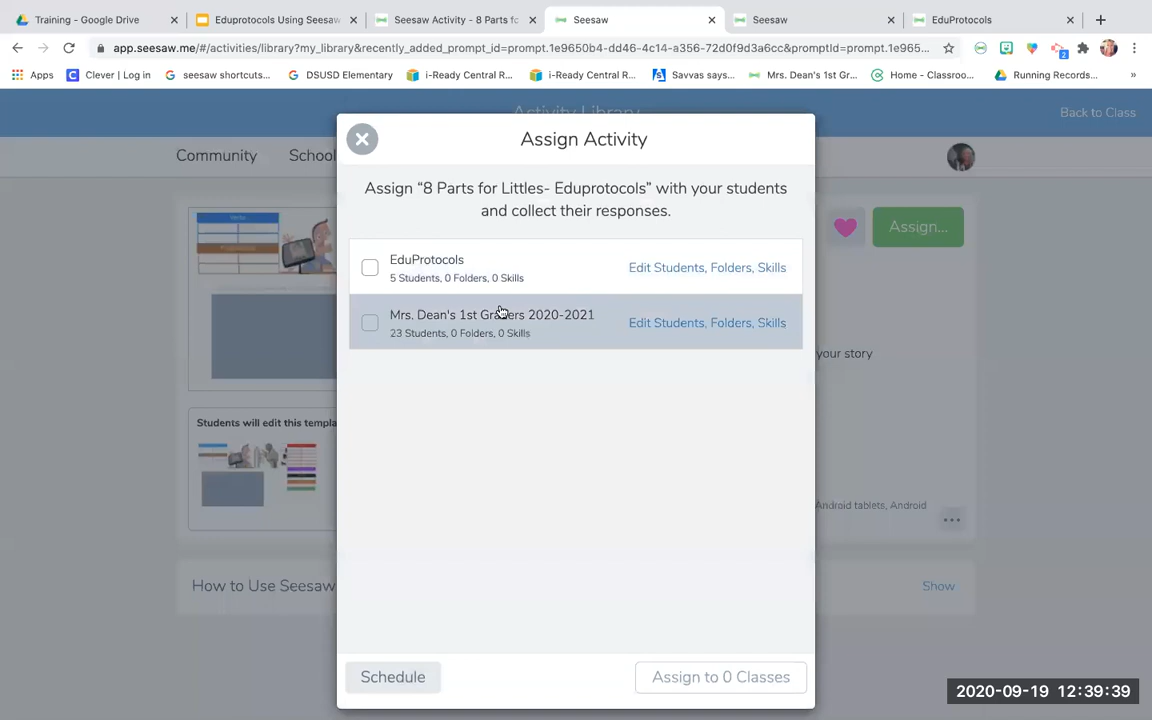 Training - Google Drive
Eduprotocols Using Seesaw
Seesaw Activity - 8 Parts fo
Seesaw
Seesaw
EduProtocols
app.seesaw.me/#/activities/library?my_library&recently_added_prompt_id=prompt.1e9650b4-dd46-4c14-a356-72d0f9d3a6cc&promptId=prompt.1e965...
Apps
Clever | Log in
seesaw shortcuts...
DSUSD Elementary
i-Ready Central R...
i-Ready Central R...
Savvas says...
Mrs. Dean's 1st Gr...
Home - Classroo...
Running Records...
»
Activity Library
Back to Class
Community
School
Assign Activity
Assign "8 Parts for Littles- Eduprotocols" with your students
and collect their responses.
Assign...
EduProtocols
5 Students, 0 Folders, 0 Skills
Edit Students, Folders, Skills
Mrs. Dean's 1st Graders 2020-2021
23 Students, 0 Folders, 0 Skills
Edit Students, Folders, Skills
your story
Students will edit this templa
Android tablets, Android
How to Use Seesaw
Show
Schedule
Assign to 0 Classes
2020-09-19 12:39:39